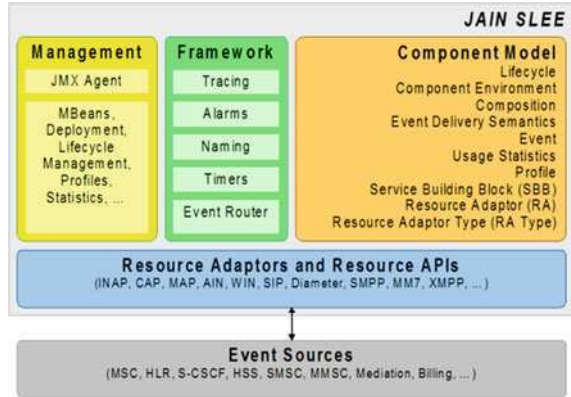 JAIN SLEE
Management
JMX Agent
MBeans,
Deployment,
Lifecycle
Management,
Profiles,
Statistics, ...
Framework
Tracing
Alarms
Naming
Timers
Event Router
Component Model
Lifecycle
Component Environment
Composition
Event Delivery Semantics
Event
Usage Statistics
Profile
Service Building Block (SBB)
Resource Adaptor (RA)
Resource Adaptor Type (RA Type)
Resource Adaptors and Resource APIs
(INAP, CAP, MAP, AIN, WIN, SIP, Diameter, SMPP, MM7, XMPP, ...)
Event Sources
(MSC, HLR, S-CSCF, HSS, SMSC, MMSC, Mediation, Billing, ...)